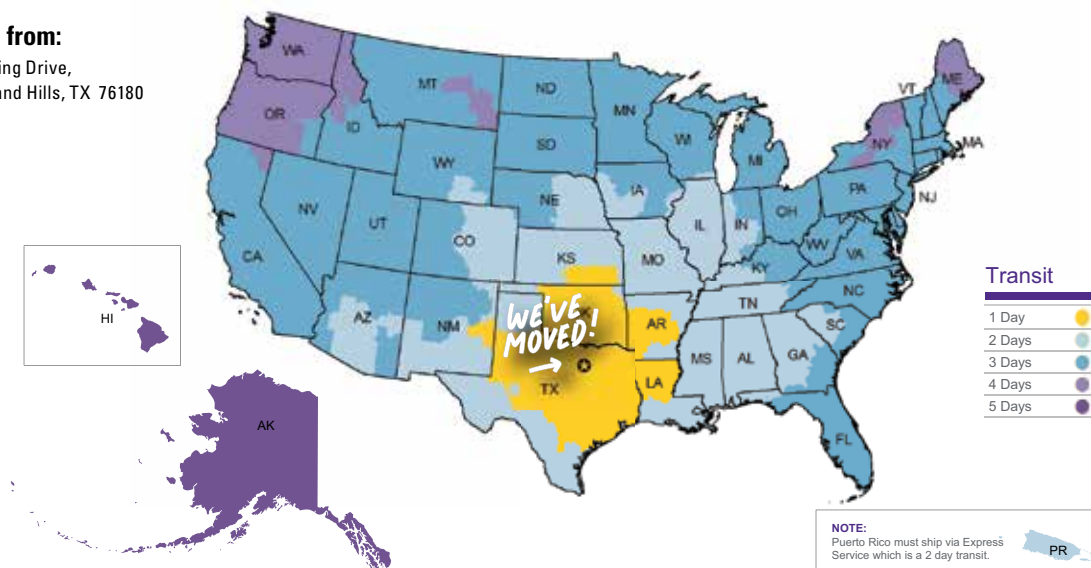 from:
ing Drive,
and Hills, TX 76180
WA
OR
ID
MT
ND
MN
WI
MI
VT
ME
NY
MA
NJ
PA
SD
WY
NE
IA
IL
IN
OH
WV
VA
KY
NC
TN
SC
GA
AL
MS
MO
KS
CO
UT
NV
CA
AZ
NM
AR
LA
TX
FL
WE'VE
MOVED!
HI
AK
Transit
1 Day
2 Days
3 Days
4 Days
5 Days
NOTE:
Puerto Rico must ship via Express
Service which is a 2 day transit.
PR